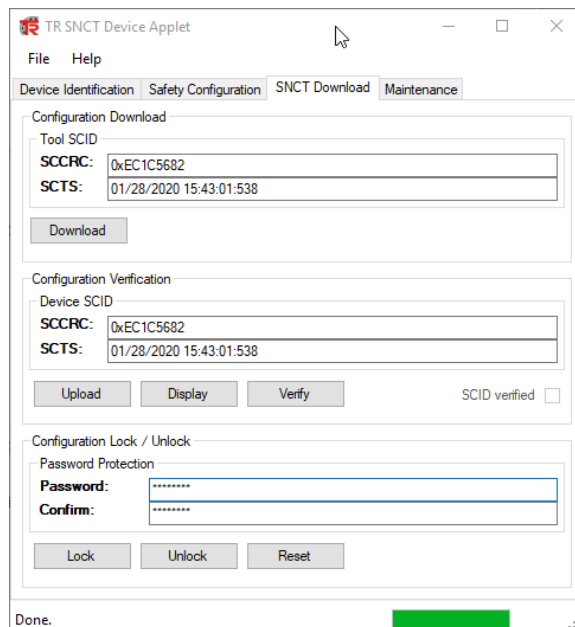 TR SNCT Device Applet
File Help
Device Identification Safety Configuration SNCT Download Maintenance
Configuration Download
Tool SCID
SCCRC: 0xEC1C5682
SCTS: 01/28/2020 15:43:01:538
Download
Configuration Verification
Device SCID
SCCRC: 0xEC1C5682
SCTS: 01/28/2020 15:43:01:538
Upload Display Verify SCID verified
Configuration Lock / Unlock
Password Protection
Password: ********
Confirm: ********
Lock Unlock Reset
Done.